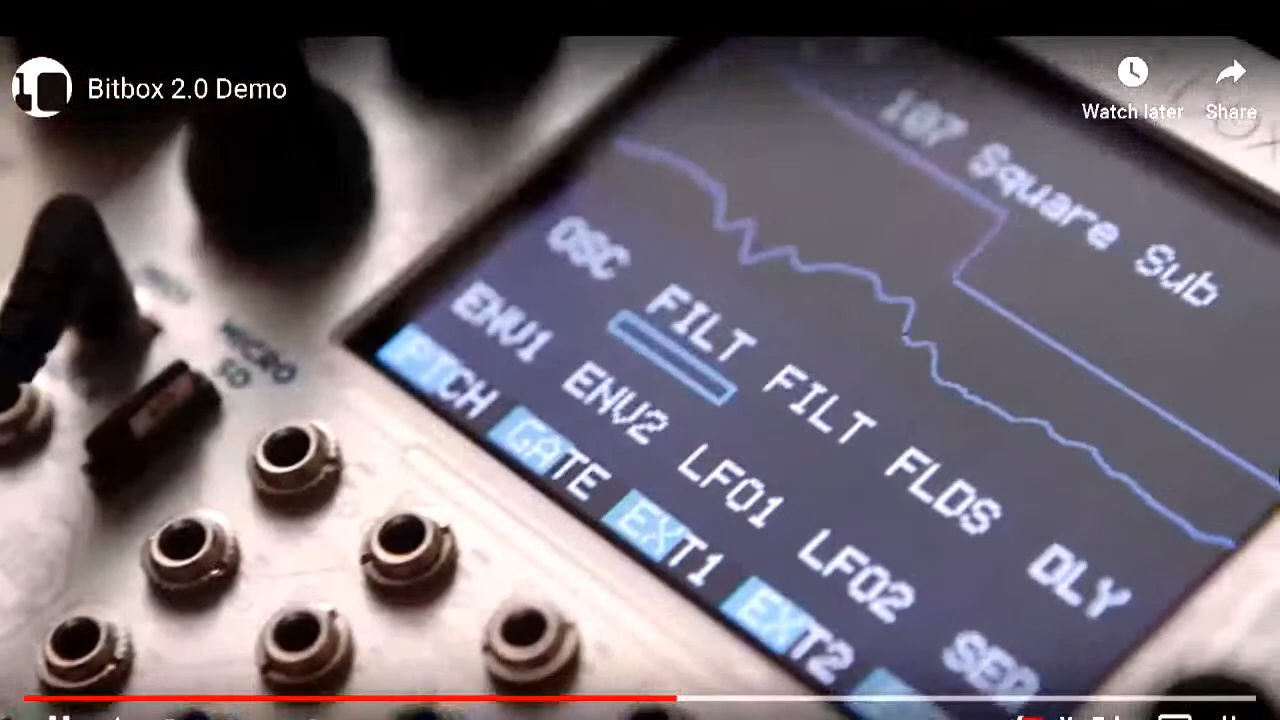 Bitbox 2.0 Demo
Watch later
Share
107 Square Sub
OSC FILT FILT FLDS DLY
ENV1 ENV2 LFO1 LFO2 SEQ
PITCH GATE EXT1 EXT2
MICRO
SD